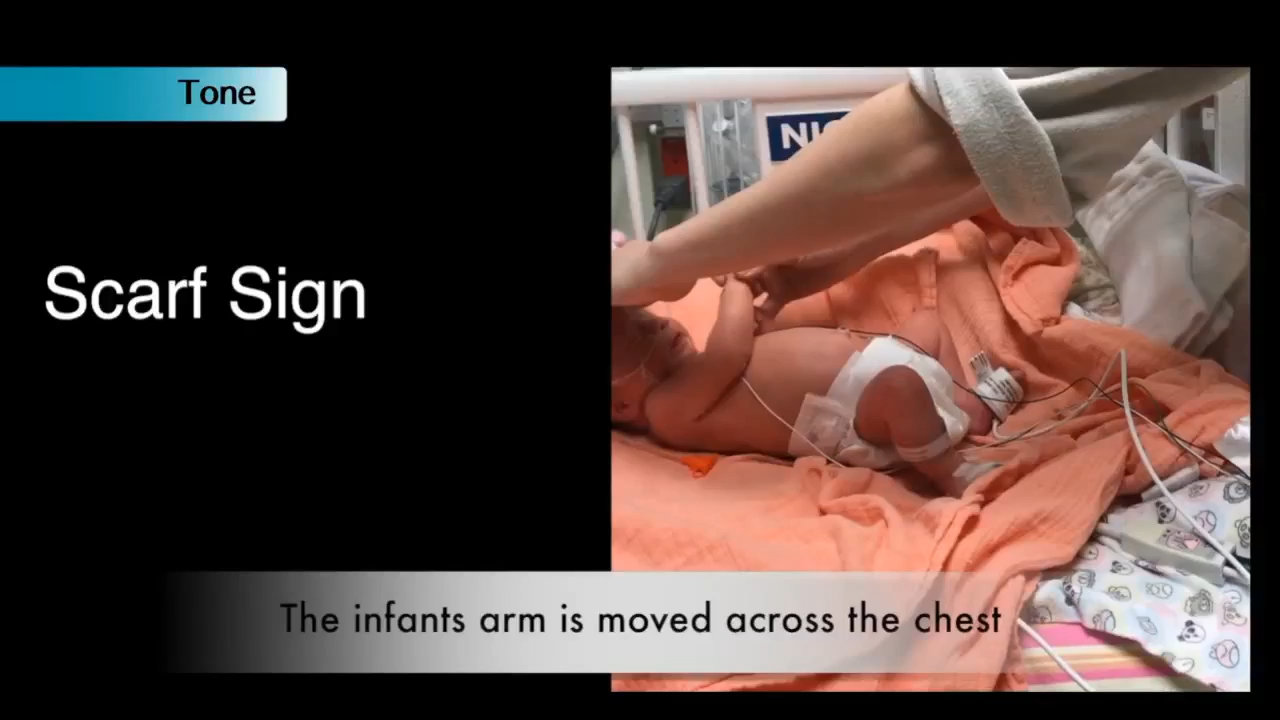 Tone
Scarf Sign
The infants arm is moved across the chest